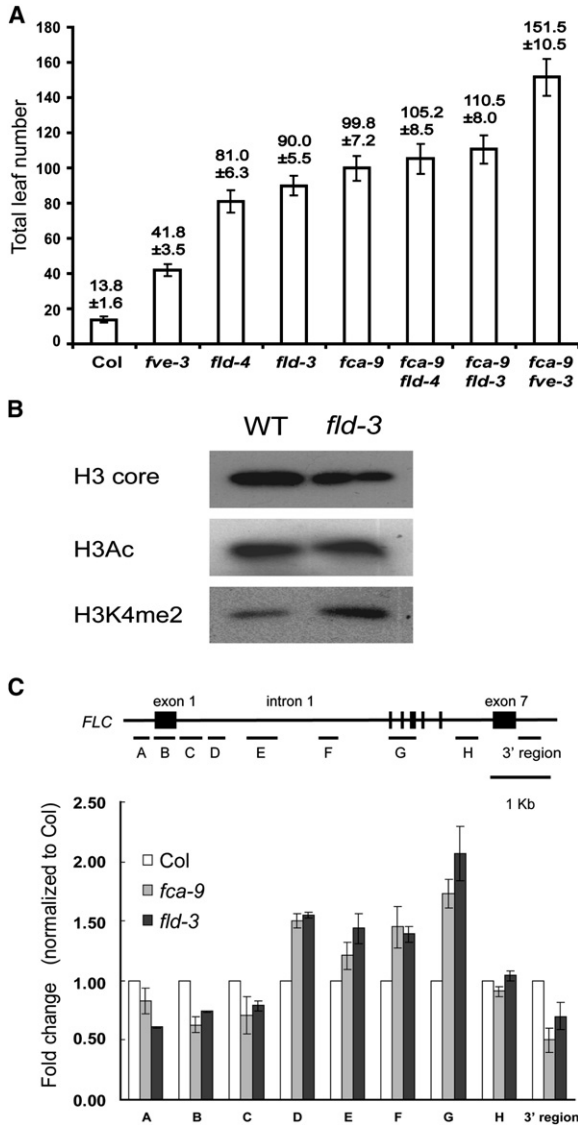 A
Total leaf number
180
160
140
120
100
80
60
40
20
0
13.8
±1.6
41.8
±3.5
81.0
±6.3
90.0
±5.5
99.8
±7.2
105.2
±8.5
110.5
±8.0
151.5
±10.5
Col
fve-3
fld-4
fld-3
fca-9
fca-9
fld-4
fca-9
fld-3
fca-9
fve-3
B
WT fld-3
H3 core
H3Ac
H3K4me2
C
exon 1 intron 1 exon 7
FLC
A B C D E F G H 3' region
1 Kb
Fold change (normalized to Col)
2.50
2.00
1.50
1.00
0.50
0.00
Col
fca-9
fld-3
A B C D E F G H 3' region